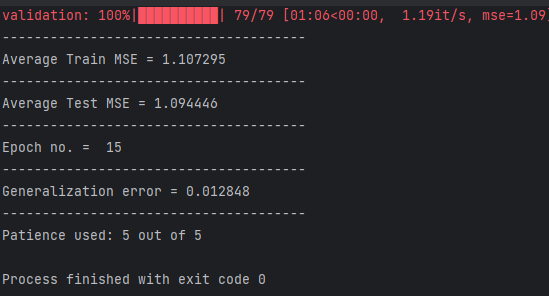 validation: 100%|██████████| 79/79 [01:06<00:00,  1.19it/s, mse=1.09]
--------------------------------------
Average Train MSE = 1.107295
--------------------------------------
Average Test MSE = 1.094446
--------------------------------------
Epoch no. =  15
--------------------------------------
Generalization error = 0.012848
--------------------------------------
Patience used: 5 out of 5
Process finished with exit code 0